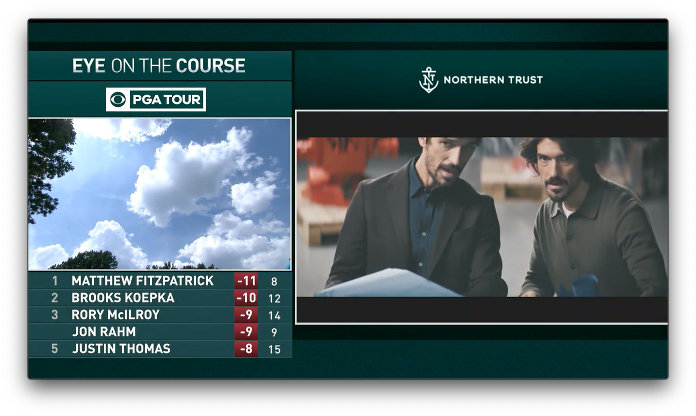 EYE ON THE COURSE
PGA TOUR
NORTHERN TRUST
1 MATTHEW FITZPATRICK -11 8
2 BROOKS KOEPKA -10 12
3 RORY McILROY -9 14
JON RAHM -9 9
5 JUSTIN THOMAS -8 15